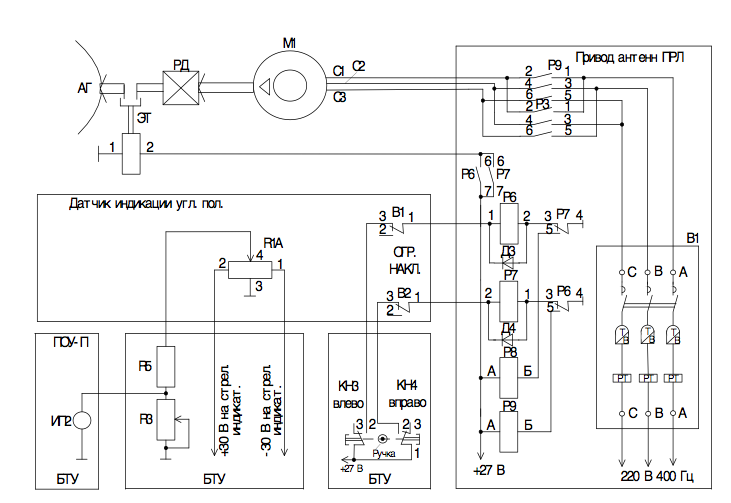 М1
РД
С1 С2
С3
АГ
ЭТ
1 2
Привод антенн ПРЛ
Р9
2 1
4 3
6 5
Р3
2 1
4 3
6 5
6 6
Р6 Р7
7 7
Датчик индикации угл. пол.
R1А
4
2 1
3
В1
3 1
2
ОГР.
НАКЛ.
В2
3 1
2
Р6
1 2
3 Р7 4
5
Д3
Р7
2 1
3 Р6 4
5
Д4
Р8
А Б
Р9
А Б
+27 В
В1
С В А
Т В
Т В
Т В
РТ РТ РТ
С В А
220 В 400 Гц
ПОУ-П
ИП2
БТУ
R5
R3
+30 В на стрел.
индикат.
-30 В на стрел.
индикат.
БТУ
КН3
влево
КН4
вправо
3 2 2 3
Ручка
1
+27 В
БТУ